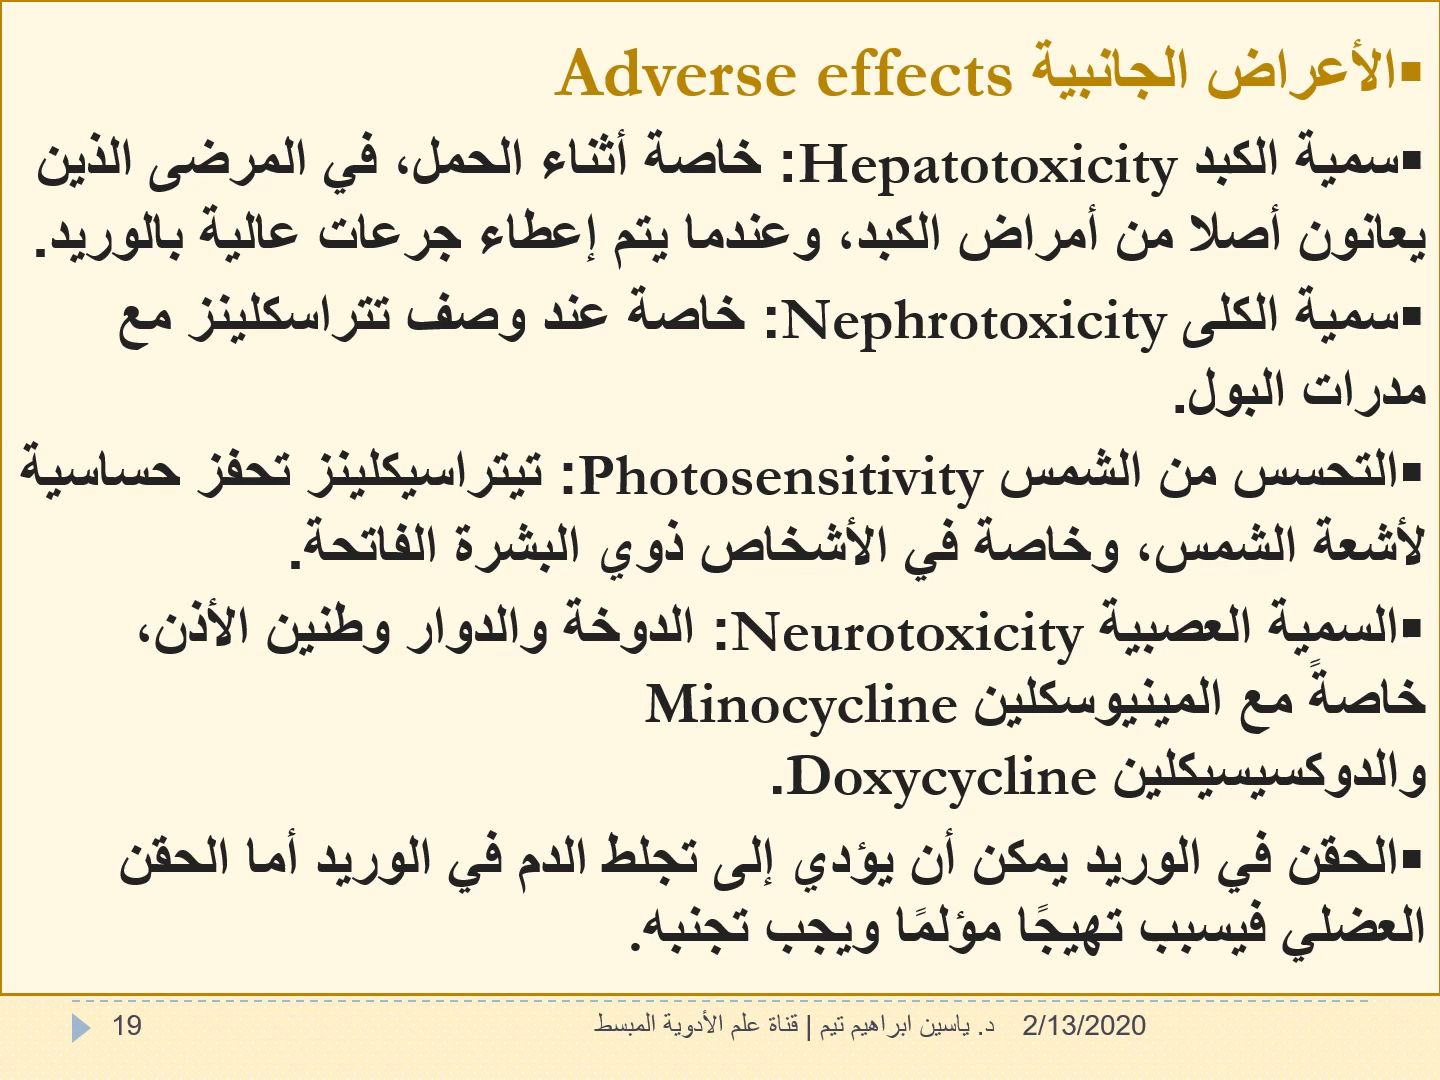 ▪الأعراض الجانبية Adverse effects
▪سمية الكبد Hepatotoxicity: خاصة أثناء الحمل، في المرضى الذين
يعانون أصلا من أمراض الكبد، وعندما يتم إعطاء جرعات عالية بالوريد.
▪سمية الكلى Nephrotoxicity: خاصة عند وصف تتراسكلينز مع
مدرات البول.
▪التحسس من الشمس Photosensitivity: تيتراسيكلينز تحفز حساسية
لأشعة الشمس، وخاصة في الأشخاص ذوي البشرة الفاتحة.
▪السمية العصبية Neurotoxicity: الدوخة والدوار وطنين الأذن،
خاصةً مع المينيوسكلين Minocycline
والدوكسيسيكلين Doxycycline.
▪الحقن في الوريد يمكن أن يؤدي إلى تجلط الدم في الوريد أما الحقن
العضلي فيسبب تهيجًا مؤلمًا ويجب تجنبه.
2/13/2020 د. ياسين ابراهيم تيم | قناة علم الأدوية المبسط 19